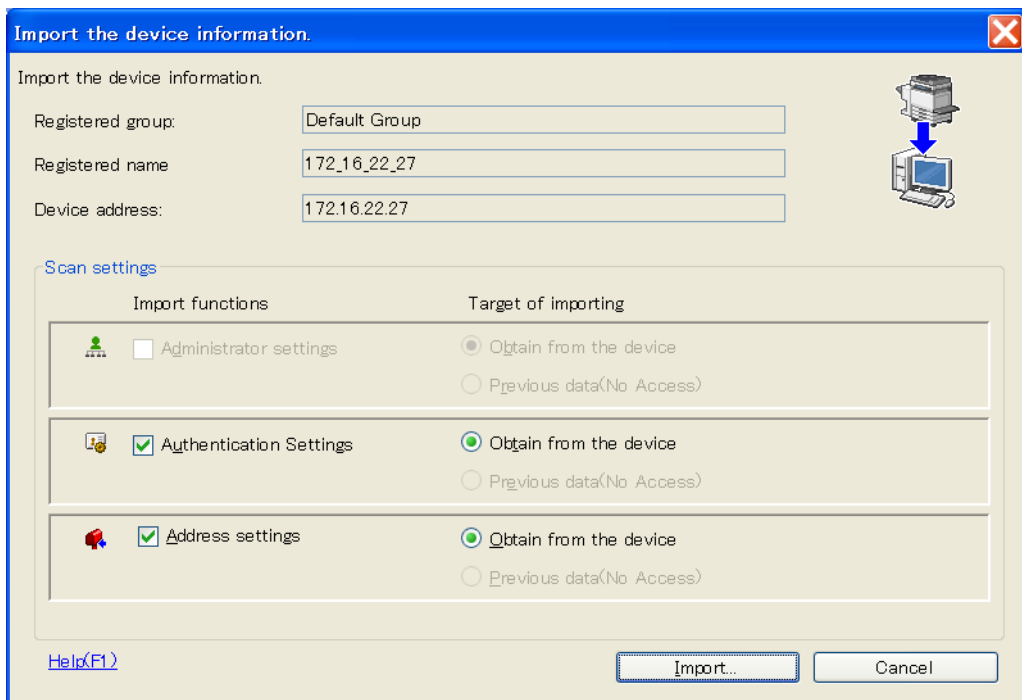 Import the device information.
Import the device information.
Registered group: Default Group
Registered name 172_16_22_27
Device address: 172.16.22.27
Scan settings
Import functions Target of importing
Administrator settings Obtain from the device
Previous data(No Access)
Authentication Settings Obtain from the device
Previous data(No Access)
Address settings Obtain from the device
Previous data(No Access)
Help(F1) Import... Cancel